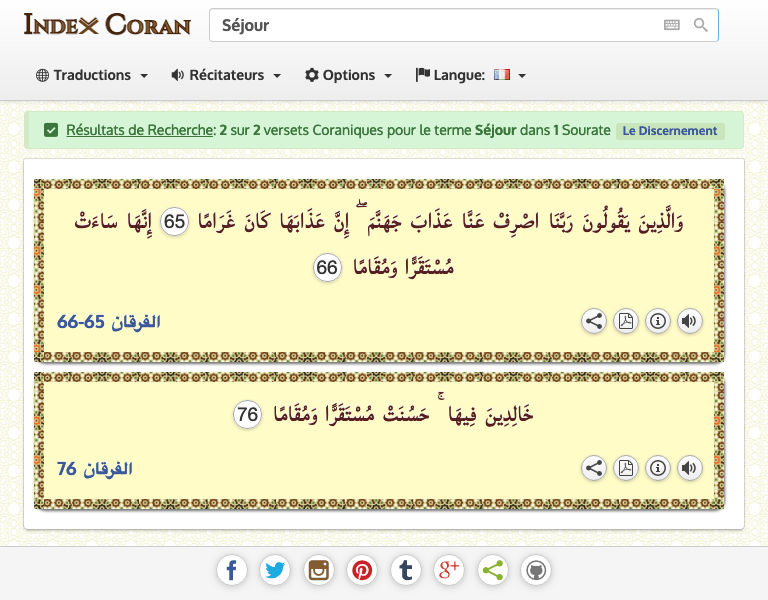 INDEX CORAN
Séjour
Traductions
Récitateurs
Options
Langue:
Résultats de Recherche: 2 sur 2 versets Coraniques pour le terme Séjour dans 1 Sourate Le Discernement
وَالَّذِينَ يَقُولُونَ رَبَّنَا اصْرِفْ عَنَّا عَذَابَ جَهَنَّمَ ۖ إِنَّ عَذَابَهَا كَانَ غَرَامًا 65 إِنَّهَا سَاءَتْ
مُسْتَقَرًّا وَمُقَامًا 66
الفرقان 65-66
خَالِدِينَ فِيهَا ۚ حَسُنَتْ مُسْتَقَرًّا وَمُقَامًا 76
الفرقان 76